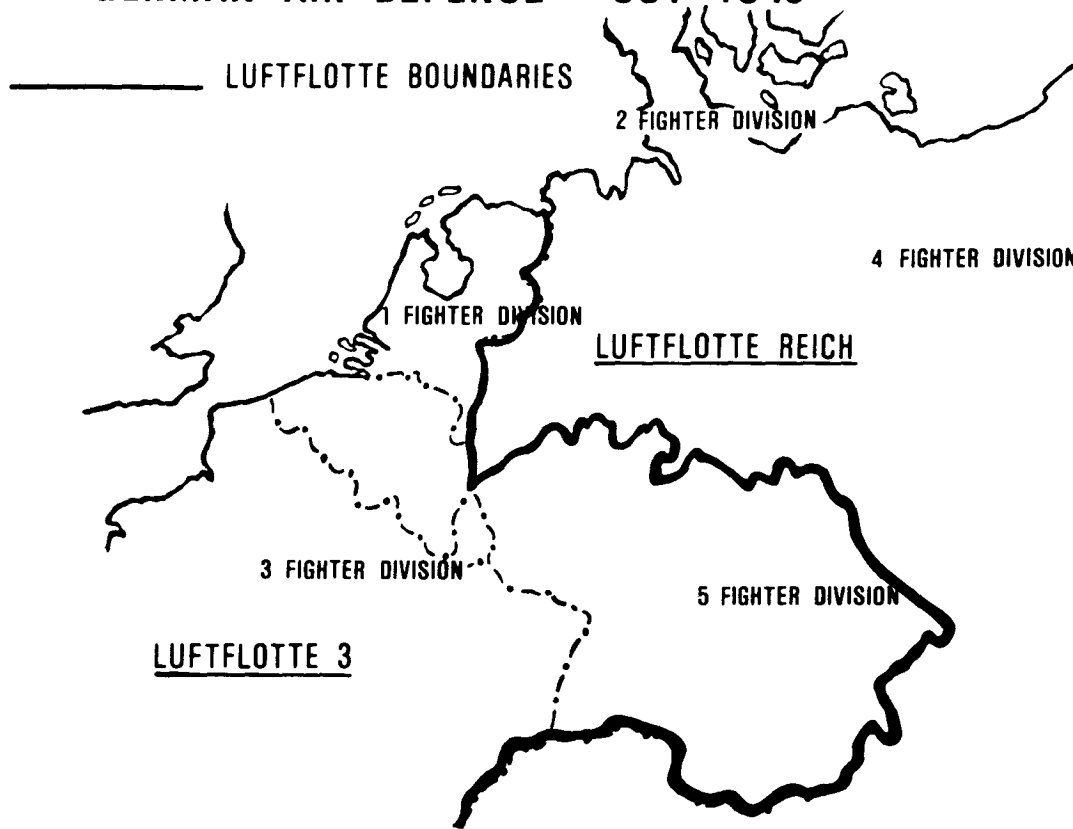 LUFTFLOTTE BOUNDARIES
2 FIGHTER DIVISION
4 FIGHTER DIVISION
1 FIGHTER DIVISION
LUFTFLOTTE REICH
3 FIGHTER DIVISION
5 FIGHTER DIVISION
LUFTFLOTTE 3